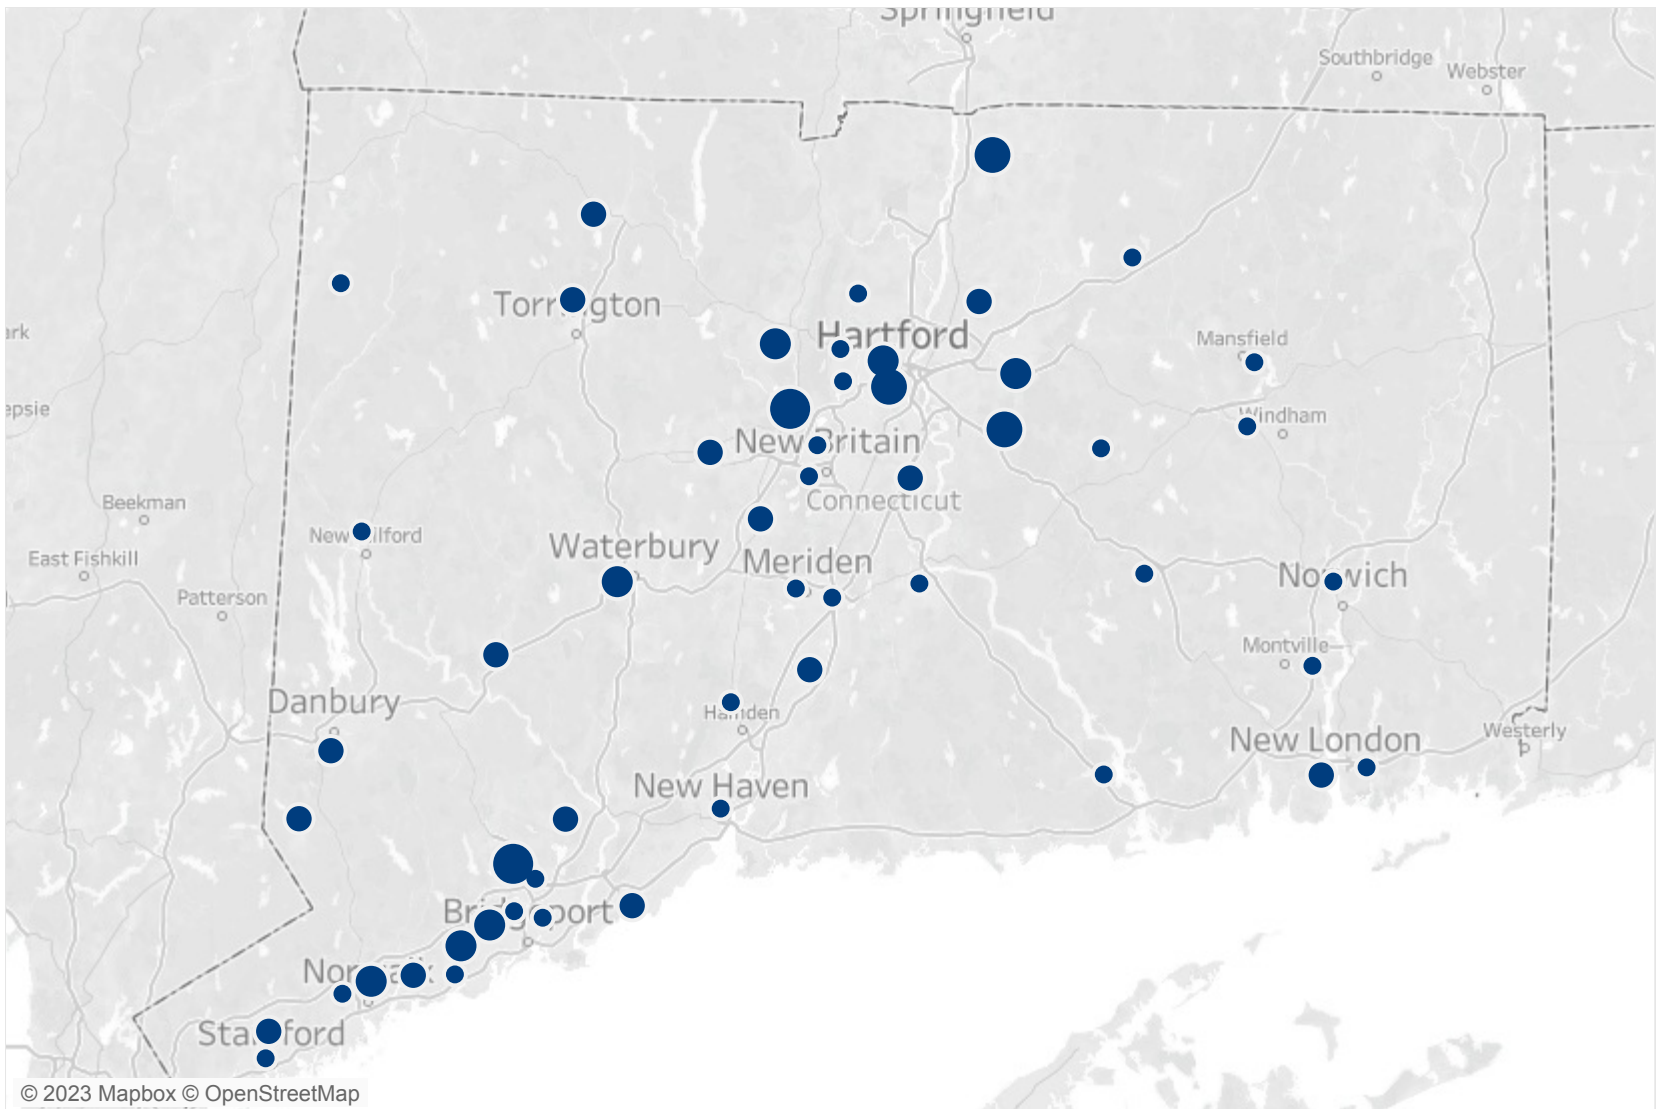 Springfield
Southbridge
Webster
Torrington
ark
Hartford
Mansfield
epsie
Windham
New Britain
Connecticut
Beekman
New Milford
Waterbury
East Fishkill
Meriden
Norwich
Patterson
Montville
Danbury
Hamden
Westerly
New London
New Haven
Bridgeport
Norwalk
Stamford
© 2023 Mapbox © OpenStreetMap